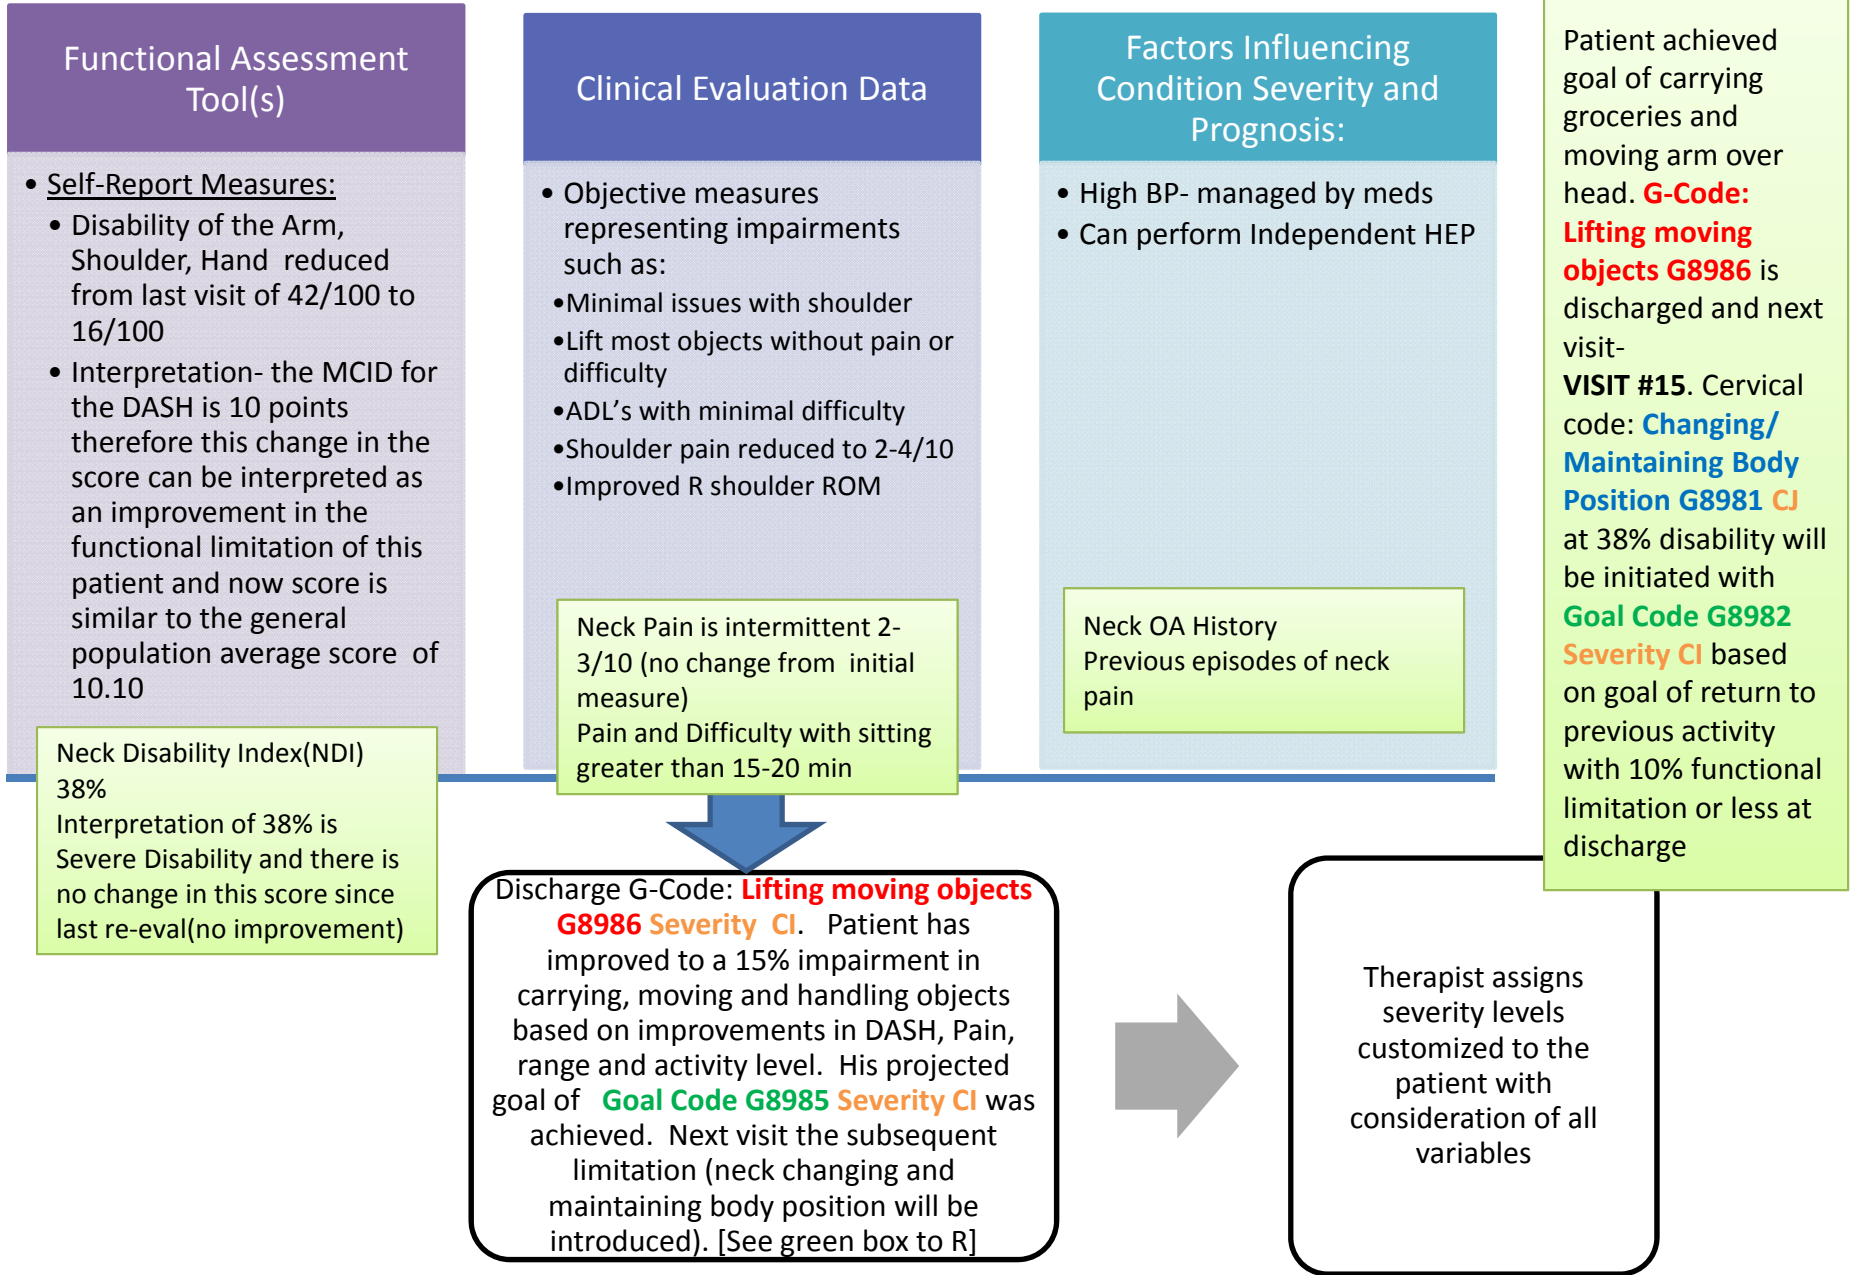 Functional Assessment
Tool(s)
• Self-Report Measures:
• Disability of the Arm,
Shoulder, Hand reduced
from last visit of 42/100 to
16/100
• Interpretation- the MCID for
the DASH is 10 points
therefore this change in the
score can be interpreted as
an improvement in the
functional limitation of this
patient and now score is
similar to the general
population average score of
10.10
Neck Disability Index(NDI)
38%
Interpretation of 38% is
Severe Disability and there is
no change in this score since
last re-eval(no improvement)
Clinical Evaluation Data
• Objective measures
representing impairments
such as:
•Minimal issues with shoulder
•Lift most objects without pain or
difficulty
•ADL's with minimal difficulty
•Shoulder pain reduced to 2-4/10
•Improved R shoulder ROM
Neck Pain is intermittent 2-
3/10 (no change from initial
measure)
Pain and Difficulty with sitting
greater than 15-20 min
Factors Influencing
Condition Severity and
Prognosis:
• High BP- managed by meds
• Can perform Independent HEP
Neck OA History
Previous episodes of neck
pain
Patient achieved
goal of carrying
groceries and
moving arm over
head. G-Code:
Lifting moving
objects G8986 is
discharged and next
visit-
VISIT #15. Cervical
code: Changing/
Maintaining Body
Position G8981 CJ
at 38% disability will
be initiated with
Goal Code G8982
Severity CI based
on goal of return to
previous activity
with 10% functional
limitation or less at
discharge
Discharge G-Code: Lifting moving objects
G8986 Severity CI. Patient has
improved to a 15% impairment in
carrying, moving and handling objects
based on improvements in DASH, Pain,
range and activity level. His projected
goal of Goal Code G8985 Severity CI was
achieved. Next visit the subsequent
limitation (neck changing and
maintaining body position will be
introduced). [See green box to R]
Therapist assigns
severity levels
customized to the
patient with
consideration of all
variables